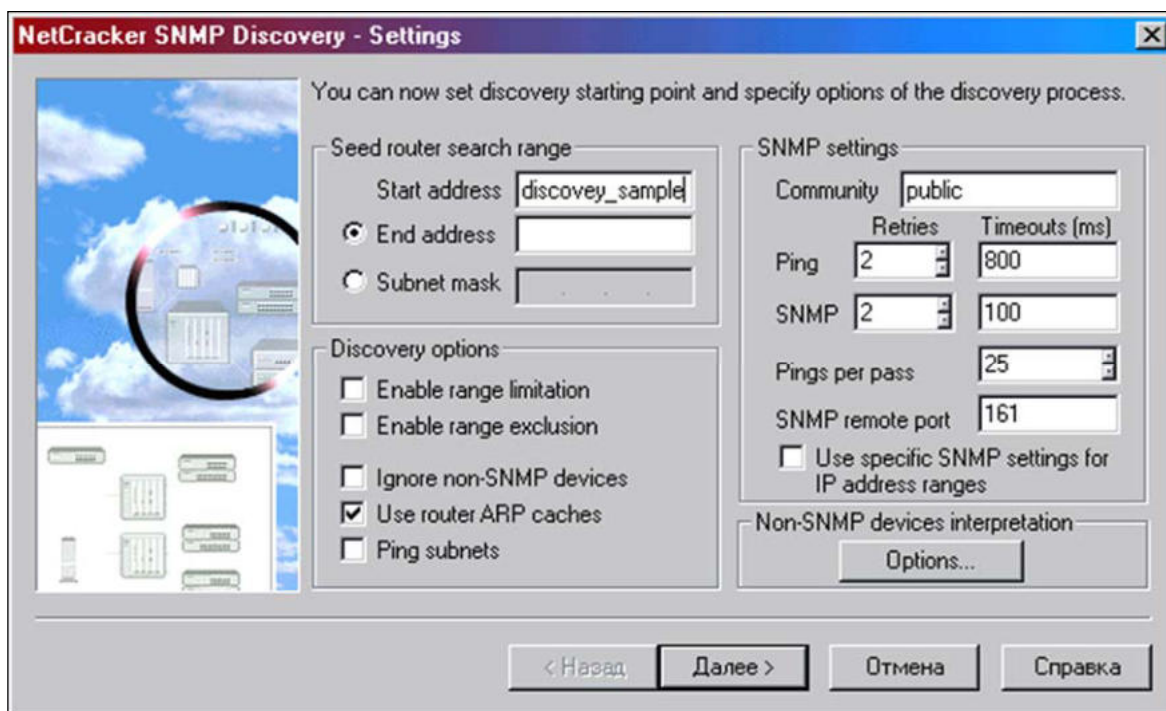 NetCracker SNMP Discovery - Settings
You can now set discovery starting point and specify options of the discovery process.
Seed router search range
Start address discovey_sample
End address
Subnet mask
Discovery options
Enable range limitation
Enable range exclusion
Ignore non-SNMP devices
Use router ARP caches
Ping subnets
SNMP settings
Community public
Retries Timeouts (ms)
Ping 2 800
SNMP 2 100
Pings per pass 25
SNMP remote port 161
Use specific SNMP settings for
IP address ranges
Non-SNMP devices interpretation
Options...
< Назад Далее > Отмена Справка